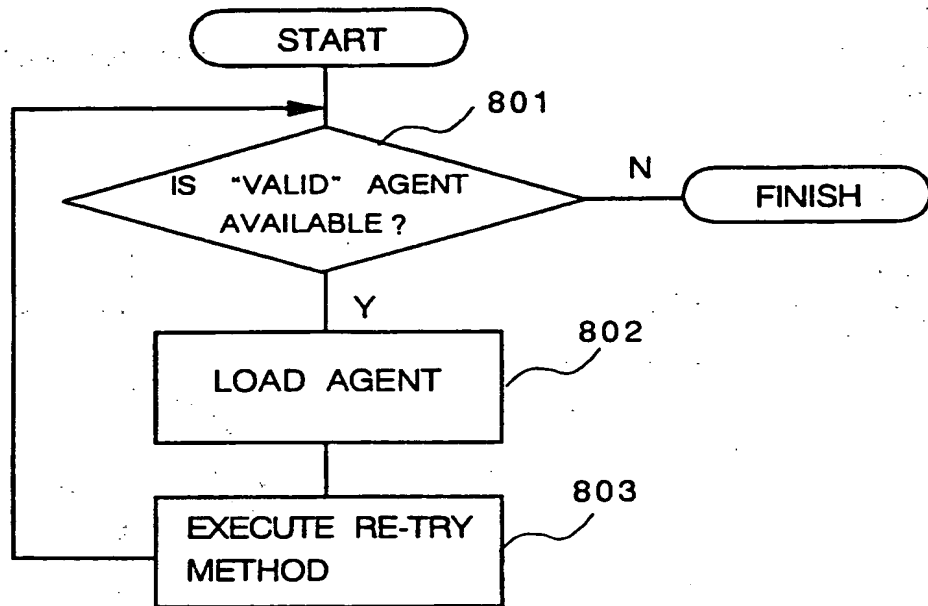 START
801
IS "VALID" AGENT
AVAILABLE ?
N
FINISH
Y
802
LOAD AGENT
803
EXECUTE RE-TRY
METHOD